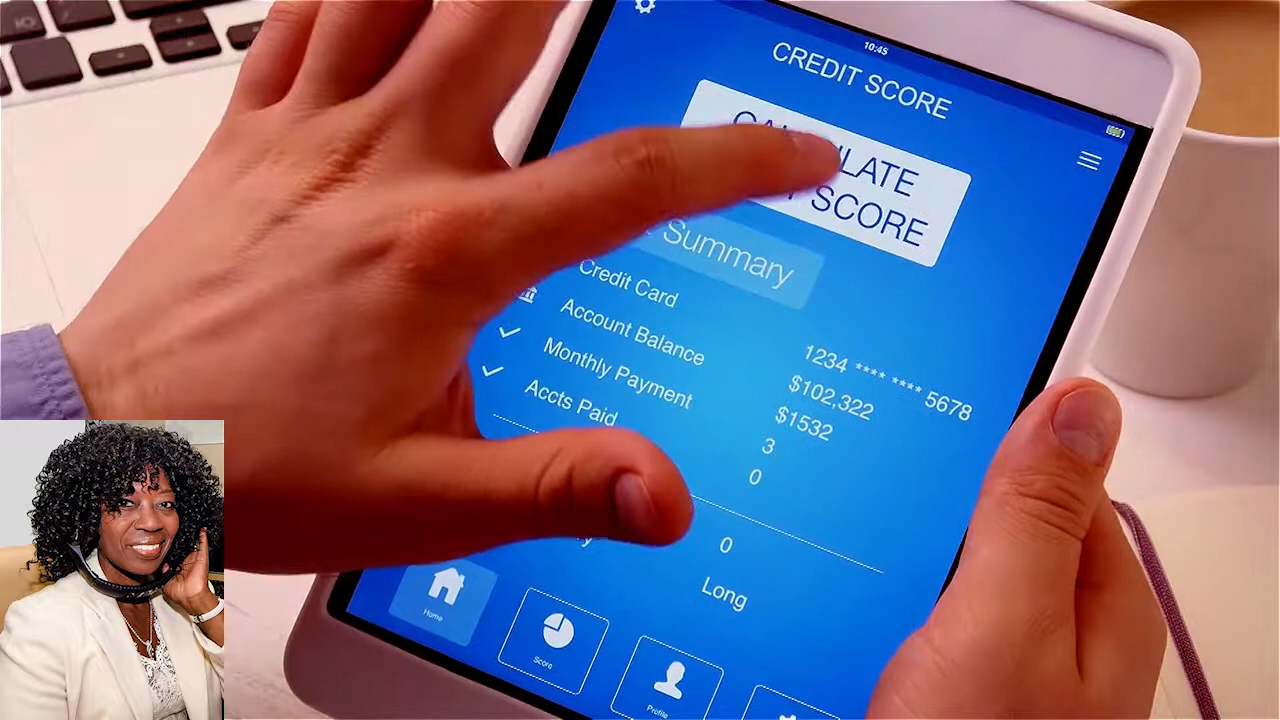 10:45
CREDIT SCORE
CALCULATE
SCORE
Summary
Credit Card 1234 **** **** 5678
Account Balance $102,322
Monthly Payment $1532
Accts Paid 3
0
0
Long
Home
Score
Profile